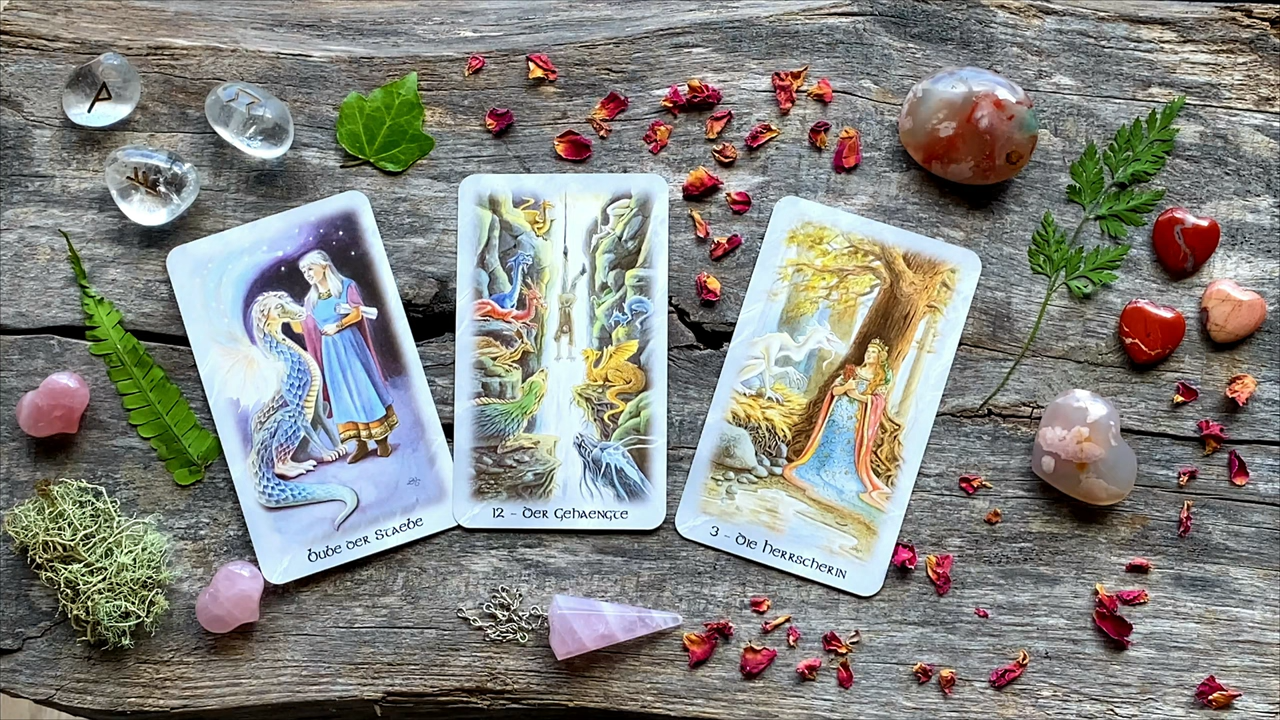 Bube der Staebe
12 - Der Gehaengte
3 - Die Herrscherin